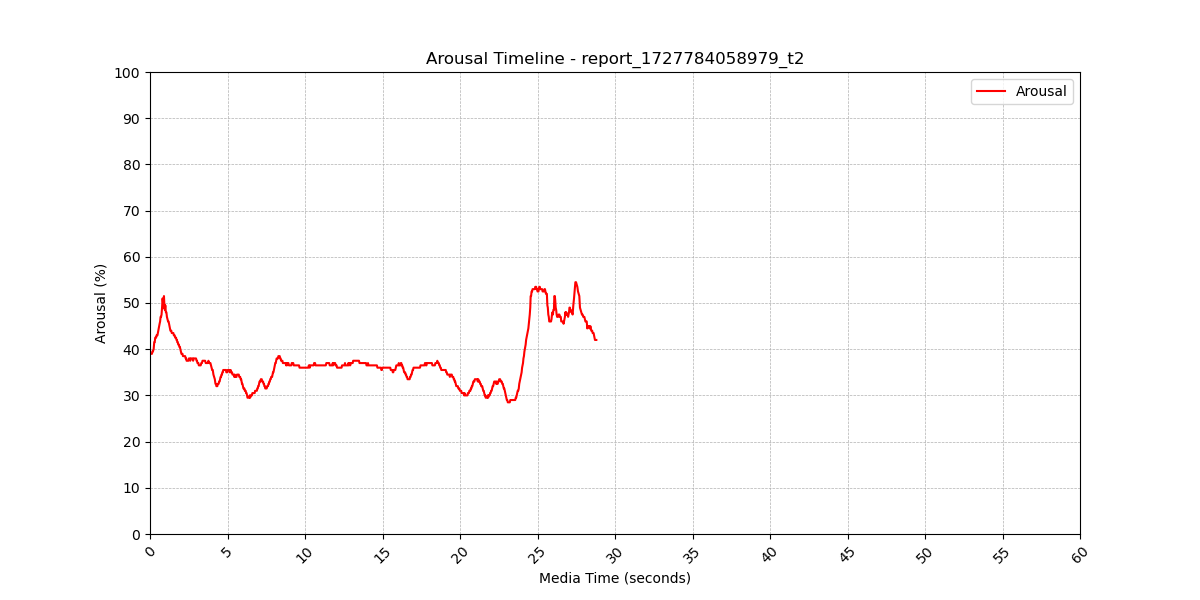 Arousal Timeline - report_1727784058979_t2
Arousal
100
90
80
70
60
50
40
30
20
10
0
Arousal (%)
0 5 10 15 20 25 30 35 40 45 50 55 60
Media Time (seconds)